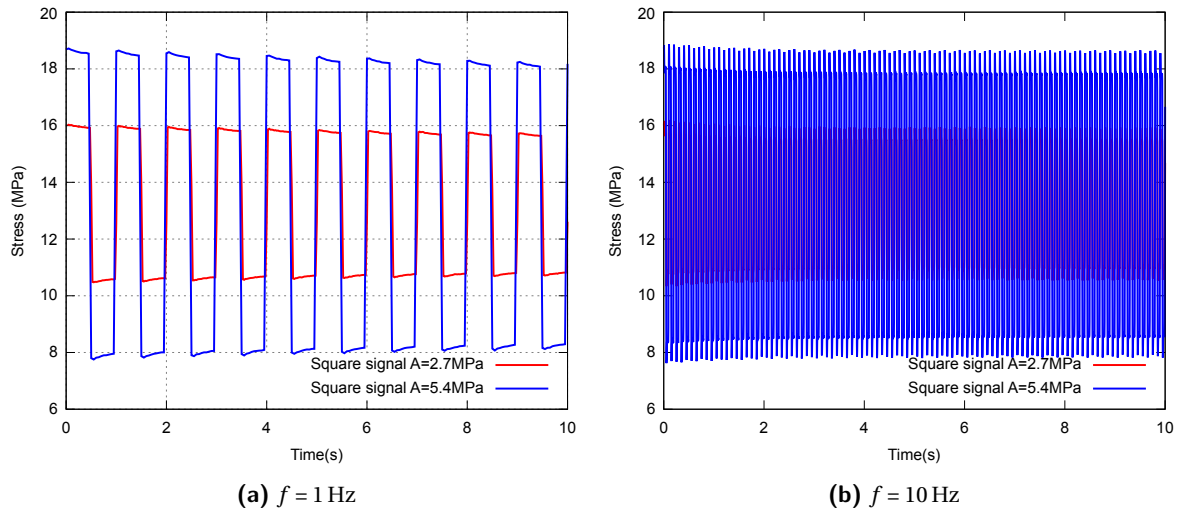 20
18
16
14
12
10
8
6
0 2 4 6 8 10
Stress (MPa)
Time(s)
Square signal A=2.7MPa
Square signal A=5.4MPa
(a) f = 1 Hz
20
18
16
14
12
10
8
6
0 2 4 6 8 10
Stress (MPa)
Time(s)
Square signal A=2.7MPa
Square signal A=5.4MPa
(b) f = 10 Hz